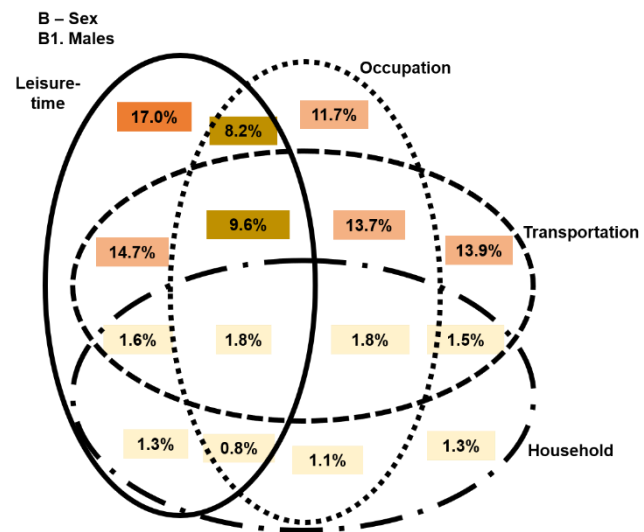 B – Sex
B1. Males
Leisure-
time
Occupation
17.0%
8.2%
11.7%
9.6%
13.7%
14.7%
13.9%
Transportation
1.6%
1.8%
1.8%
1.5%
1.3%
0.8%
1.1%
1.3%
Household